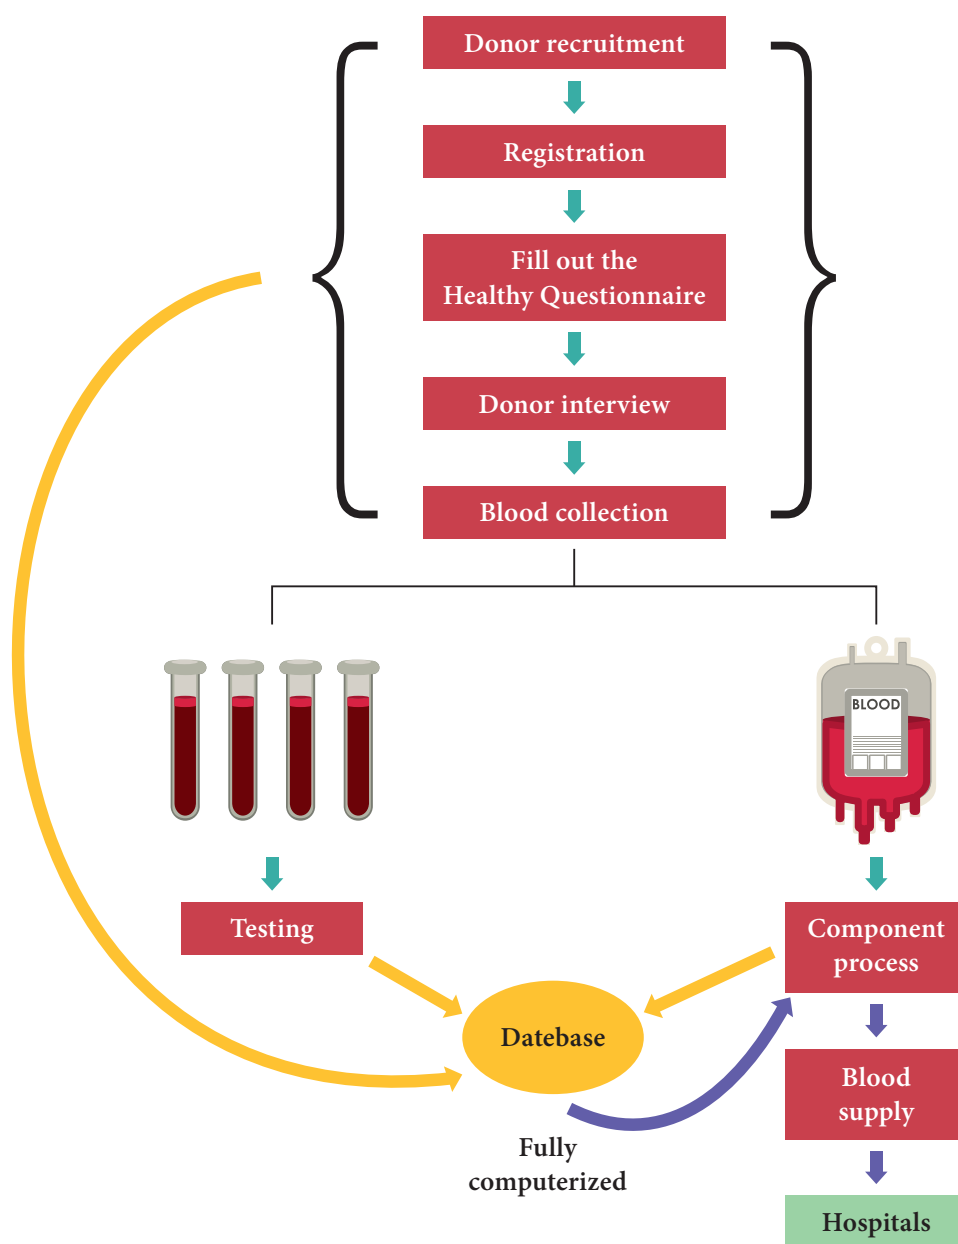 Donor recruitment
Registration
Fill out the
Healthy Questionnaire
Donor interview
Blood collection
BLOOD
Testing
Component
process
Datebase
Blood
supply
Fully
computerized
Hospitals